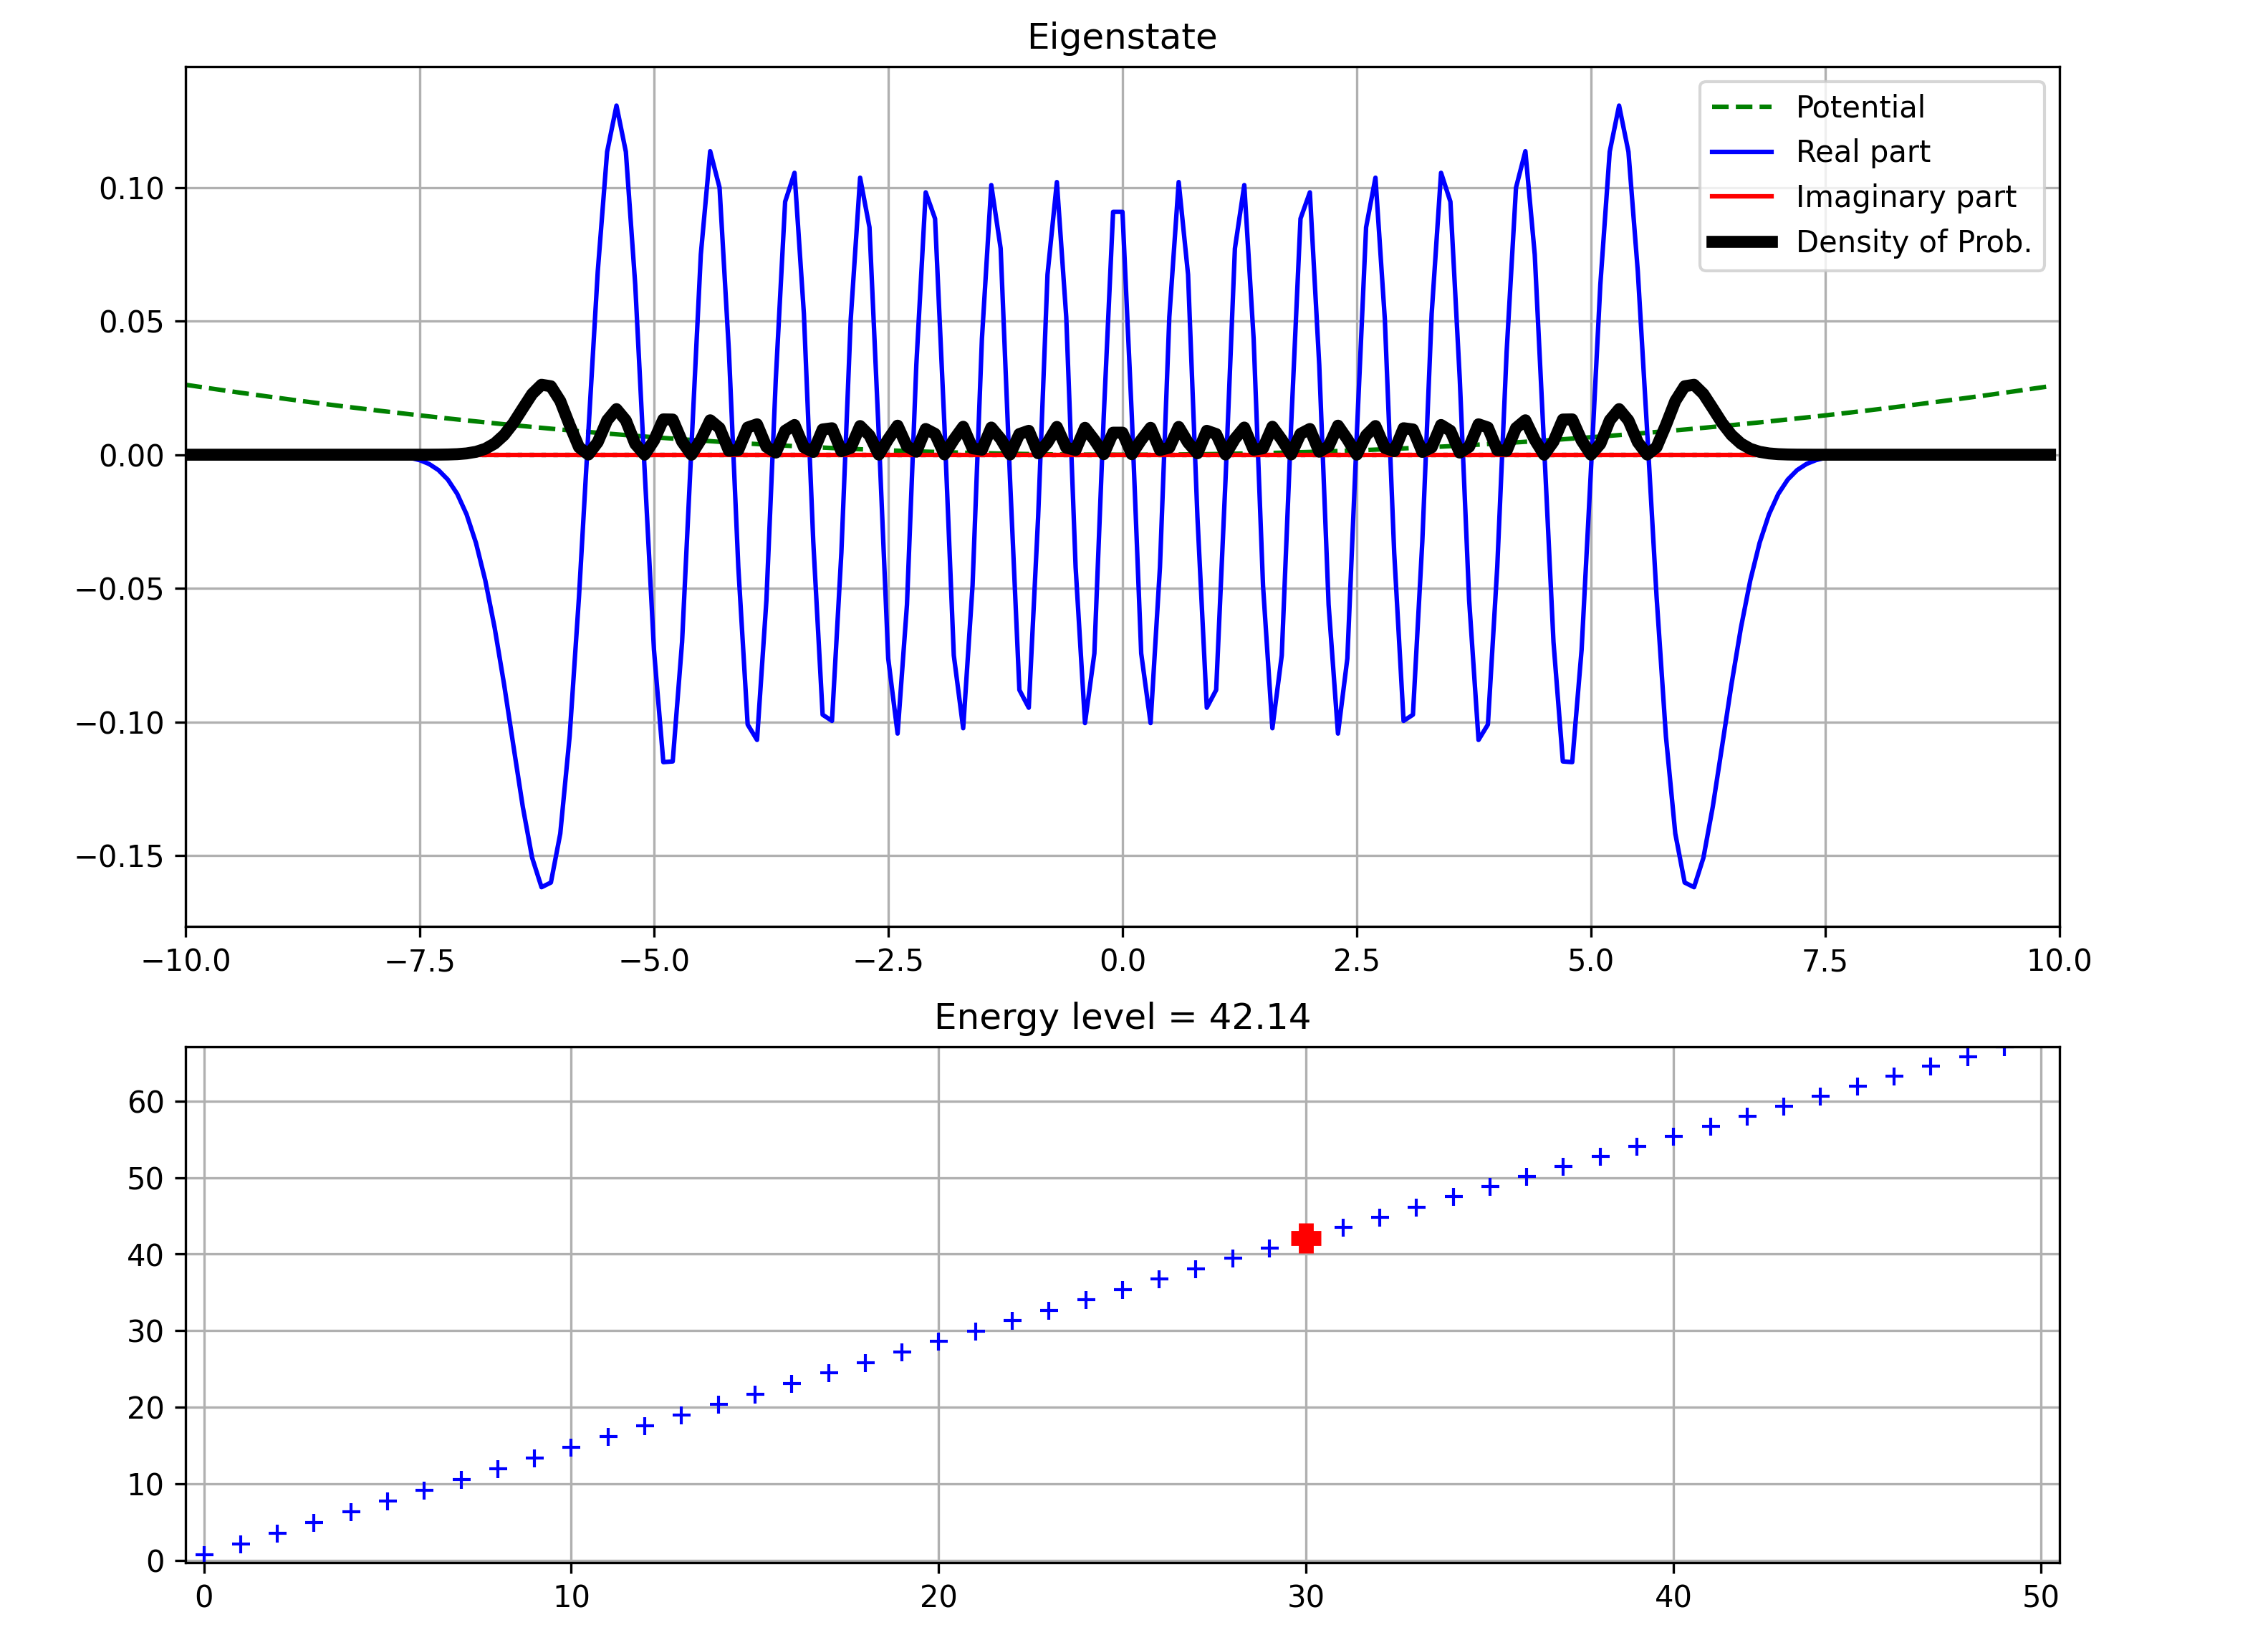 Eigenstate
Potential
Real part
Imaginary part
Density of Prob.
0.10
0.05
0.00
−0.05
−0.10
−0.15
−10.0 −7.5 −5.0 −2.5 0.0 2.5 5.0 7.5 10.0
Energy level = 42.14
60
50
40
30
20
10
0
0 10 20 30 40 50